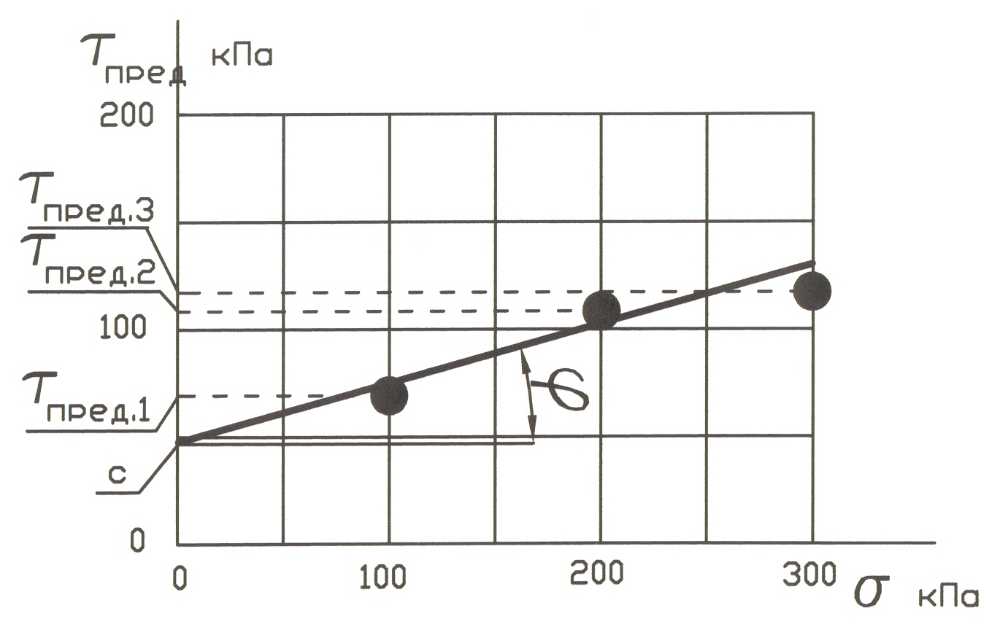 τпред кПа
200
τпред.3
τпред.2
100
τпред.1
φ
c
0
0 100 200 300 σ кПа